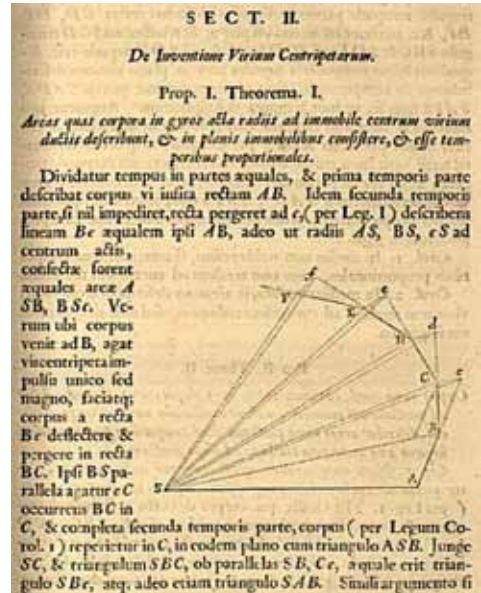 SECT. II.
De Inventione Virium Centripetarum.
Prop. I. Theorema. I.
Areas quas corpora in gyros acta radiis ad immobile centrum virium
ductis describunt, & in planis immobilibus consistere, & esse tem-
poribus proportionales.
Dividatur tempus in partes æquales, & prima temporis parte
describat corpus vi insita rectam AB. Idem secunda temporis
parte, si nil impediret, recta pergeret ad c, (per Leg. 1) describens
lineam Bc æqualem ipsi AB, adeo ut radiis AS, BS, cS ad
centrum actis,
confectæ forent
æquales areæ A
SB, BSc. Ve-
rum ubi corpus
venit ad B, agat
vis centripeta im-
pulsu unico sed
magno, faciatq;
corpus a recta
Bc deflectere &
pergere in recta
BC. Ipsi BS pa-
rallela agatur cC
occurrens BC in
C, & completa secunda temporis parte, corpus (per Legum Co-
rol. 1) reperietur in C, in eodem plano cum triangulo ASB. Junge
SC, & triangulum SBC, ob parallelas SB, Cc, æquale erit trian-
gulo SBc, atq; adeo etiam triangulo SAB. Simili argumento si
f
F
e
E
d
D
C
c
B
S
A